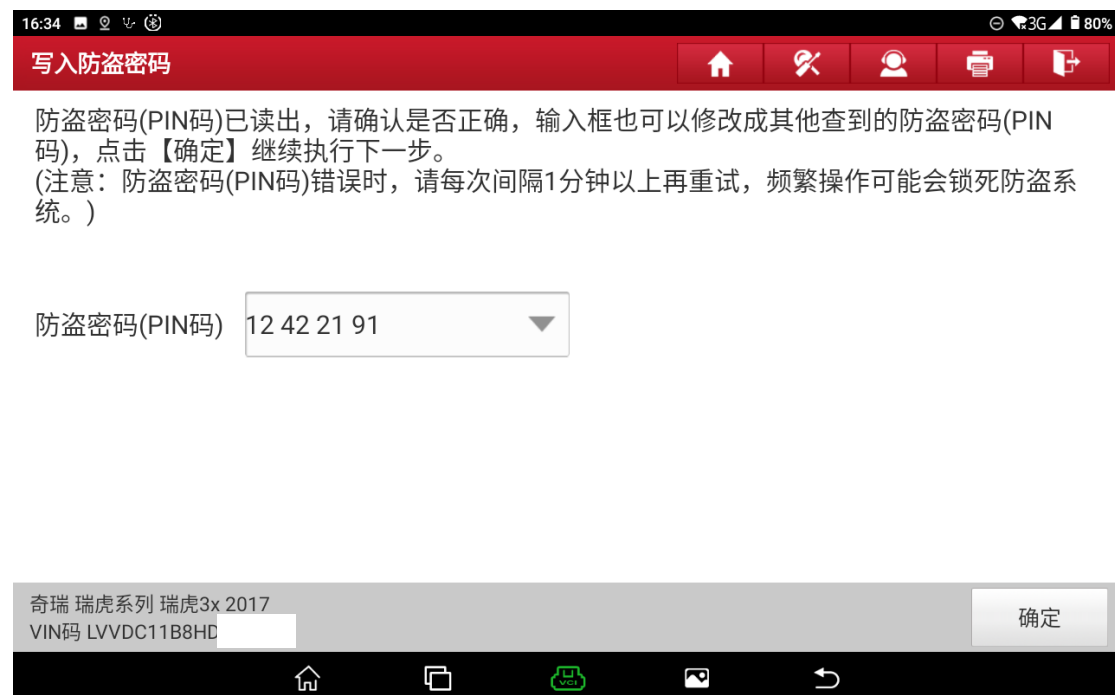 16:34 3G 80%
写入防盗密码
防盗密码(PIN码)已读出，请确认是否正确，输入框也可以修改成其他查到的防盗密码(PIN
码)，点击【确定】继续执行下一步。
(注意：防盗密码(PIN码)错误时，请每次间隔1分钟以上再重试，频繁操作可能会锁死防盗系
统。)
防盗密码(PIN码) 12 42 21 91
奇瑞 瑞虎系列 瑞虎3x 2017
VIN码 LVVDC11B8HD
确定
VCI